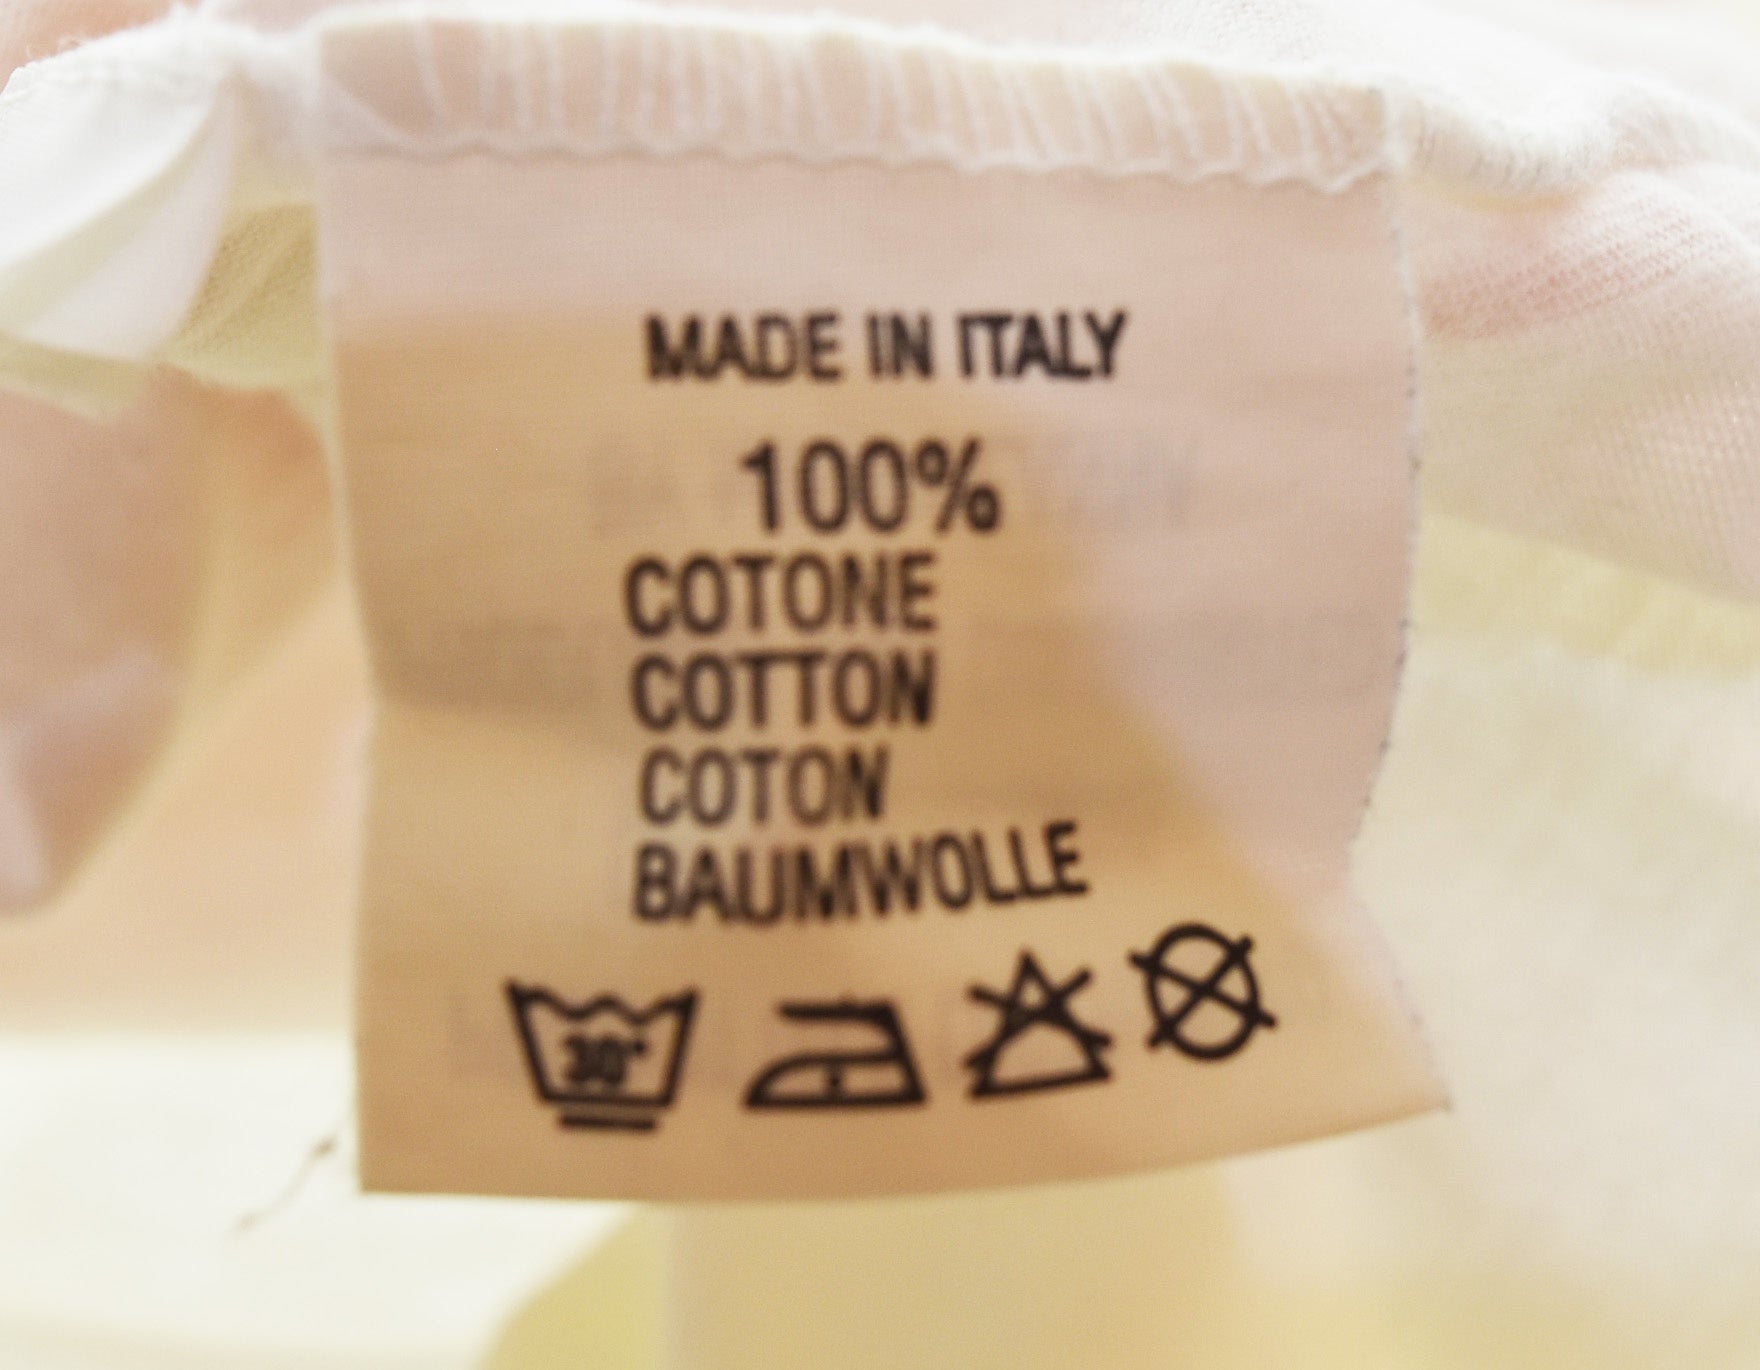 MADE IN ITALY
100%
COTONE
COTTON
COTON
BAUMWOLLE
30°